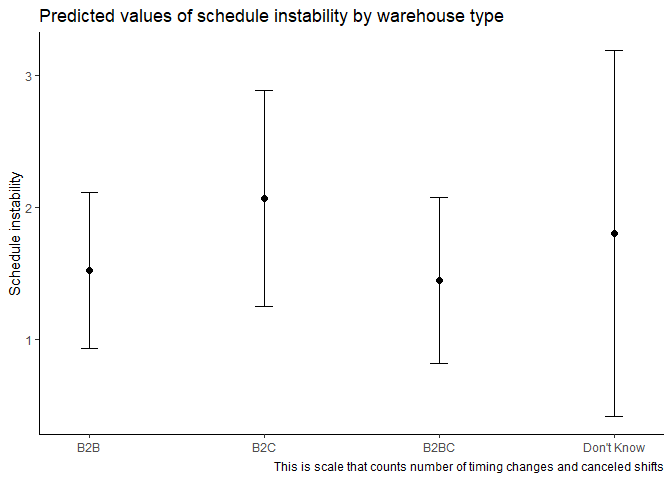 Predicted values of schedule instability by warehouse type
Schedule instability
3
2
1
B2B B2C B2BC Don't Know
This is scale that counts number of timing changes and canceled shifts